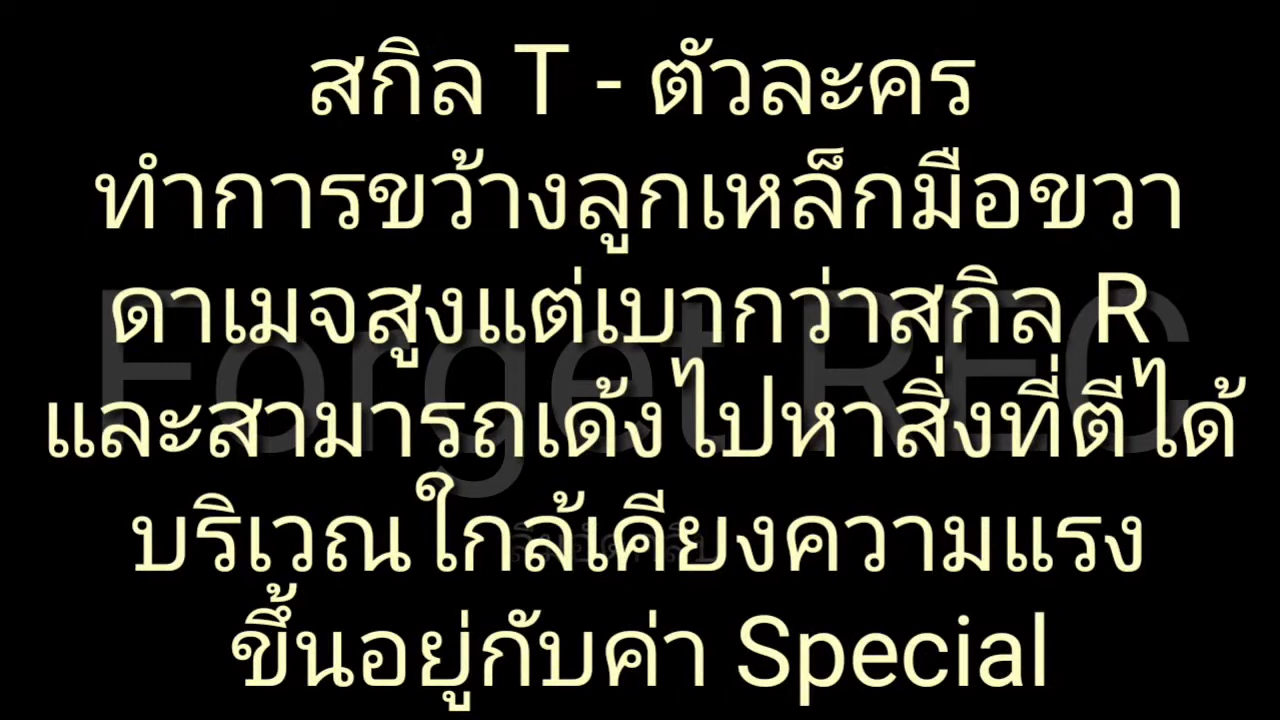 สกิล T - ตัวละคร
ทำการขว้างลูกเหล็กมือขวา
ดาเมจสูงแต่เบากว่าสกิล R
และสามารถเด้งไปหาสิ่งที่ตีได้
บริเวณใกล้เคียงความแรง
ขึ้นอยู่กับค่า Special
Forget REC